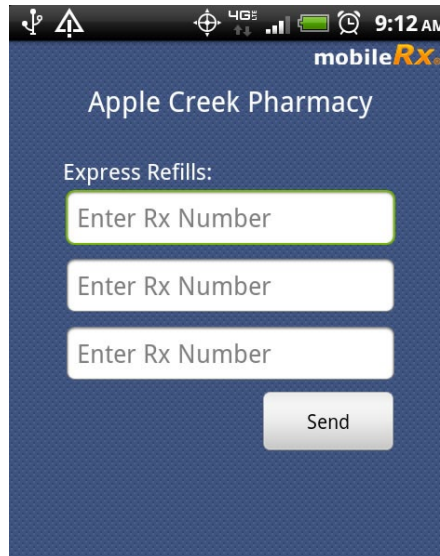 4GE 9:12 AM
mobileRx®
Apple Creek Pharmacy
Express Refills:
Enter Rx Number
Enter Rx Number
Enter Rx Number
Send